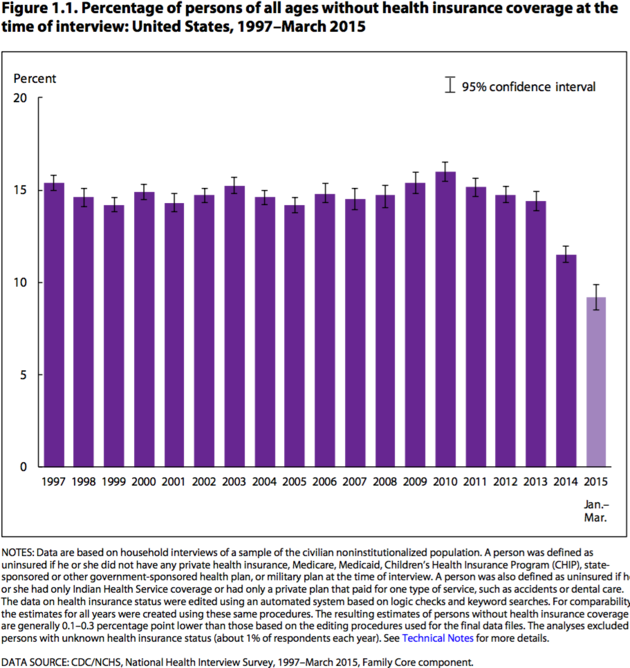 Figure 1.1. Percentage of persons of all ages without health insurance coverage at the
time of interview: United States, 1997–March 2015
Percent
95% confidence interval
20
15
10
5
0
1997 1998 1999 2000 2001 2002 2003 2004 2005 2006 2007 2008 2009 2010 2011 2012 2013 2014 2015
Jan.–
Mar.
NOTES: Data are based on household interviews of a sample of the civilian noninstitutionalized population. A person was defined as
uninsured if he or she did not have any private health insurance, Medicare, Medicaid, Children's Health Insurance Program (CHIP), state-
sponsored or other government-sponsored health plan, or military plan at the time of interview. A person was also defined as uninsured if h
or she had only Indian Health Service coverage or had only a private plan that paid for one type of service, such as accidents or dental care.
The data on health insurance status were edited using an automated system based on logic checks and keyword searches. For comparability
the estimates for all years were created using these same procedures. The resulting estimates of persons without health insurance coverage
are generally 0.1–0.3 percentage point lower than those based on the editing procedures used for the final data files. The analyses excluded
persons with unknown health insurance status (about 1% of respondents each year). See Technical Notes for more details.
DATA SOURCE: CDC/NCHS, National Health Interview Survey, 1997–March 2015, Family Core component.